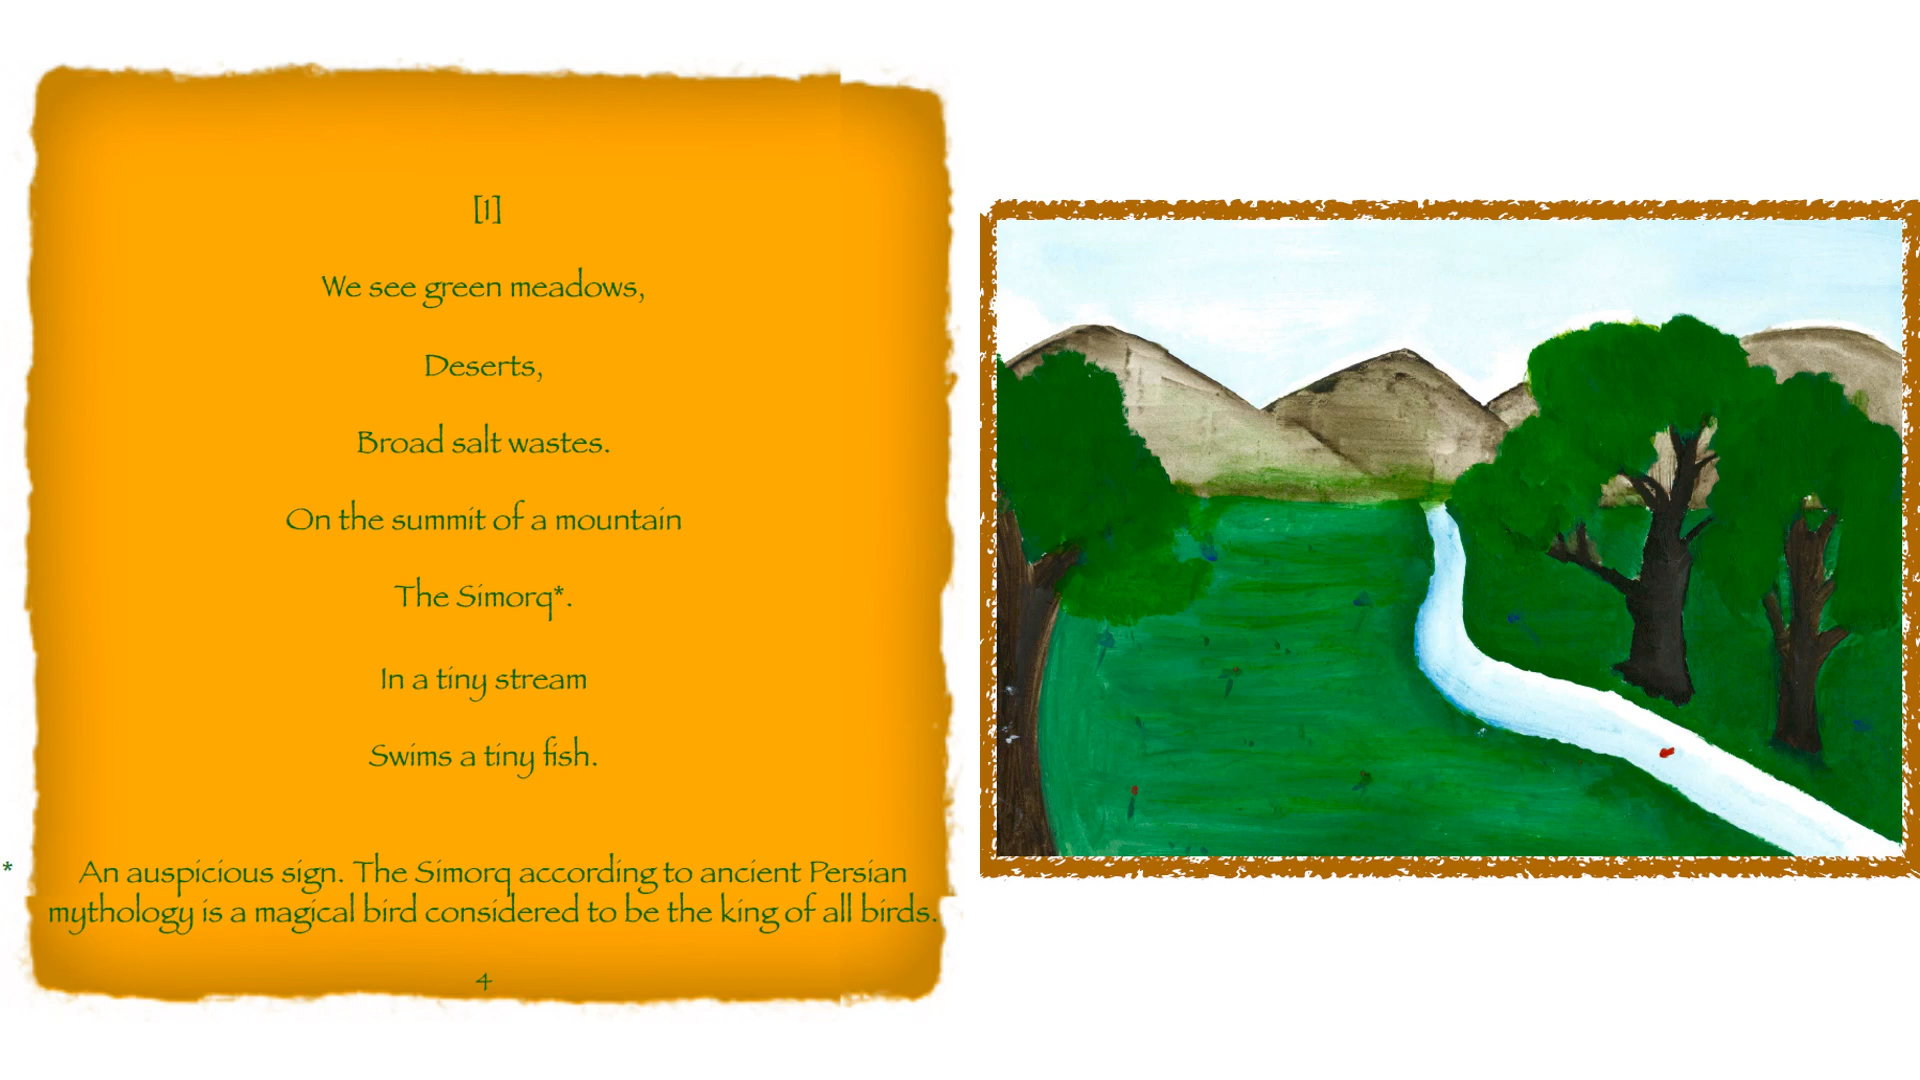 [1]
We see green meadows,
Deserts,
Broad salt wastes.
On the summit of a mountain
The Simorq*.
In a tiny stream
Swims a tiny fish.
* An auspicious sign. The Simorq according to ancient Persian
mythology is a magical bird considered to be the king of all birds.
4